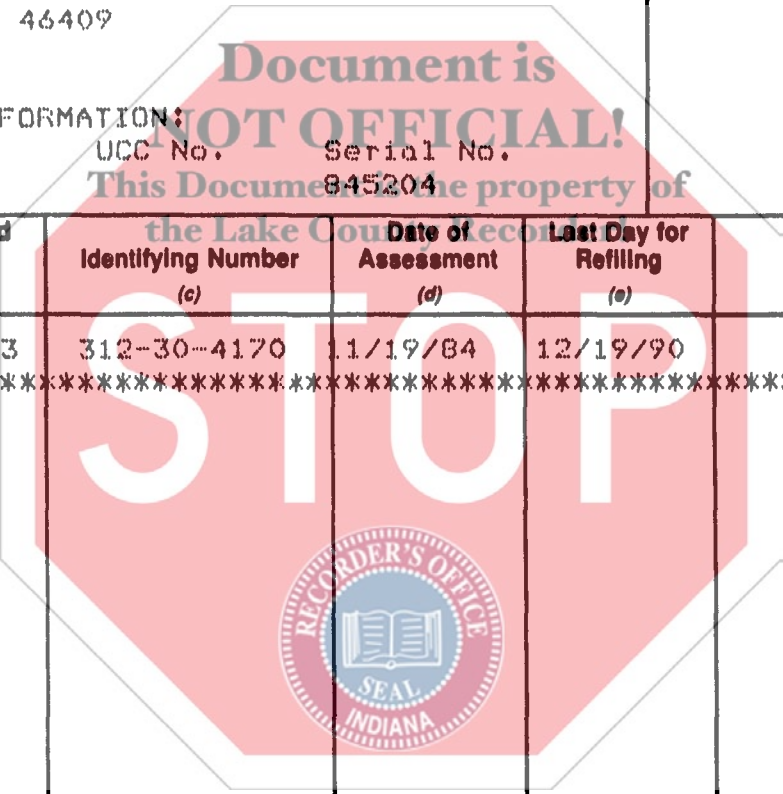 46409
Document is
FORMATION:
NOT OFFICIAL!
UCC No. Serial No.
This Document is the property of
845204
the Lake County Recorder!
d Identifying Number (c)
Date of Assessment (d)
Last Day for Refiling (e)
3 312-30-4170 11/19/84 12/19/90
**********************************************
STOP
RECORDER'S OFFICE
SEAL
INDIANA